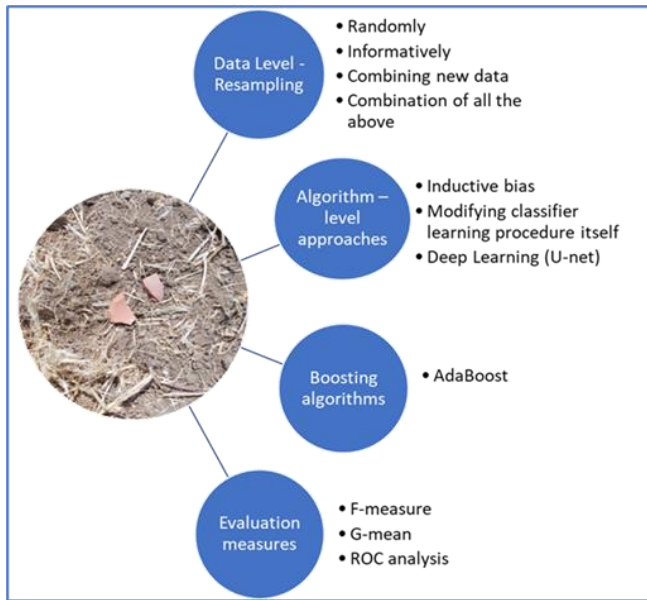 Data Level -
Resampling
• Randomly
• Informatively
• Combining new data
• Combination of all the
above
Algorithm –
level
approaches
• Inductive bias
• Modifying classifier
learning procedure itself
• Deep Learning (U-net)
Boosting
algorithms
• AdaBoost
Evaluation
measures
• F-measure
• G-mean
• ROC analysis